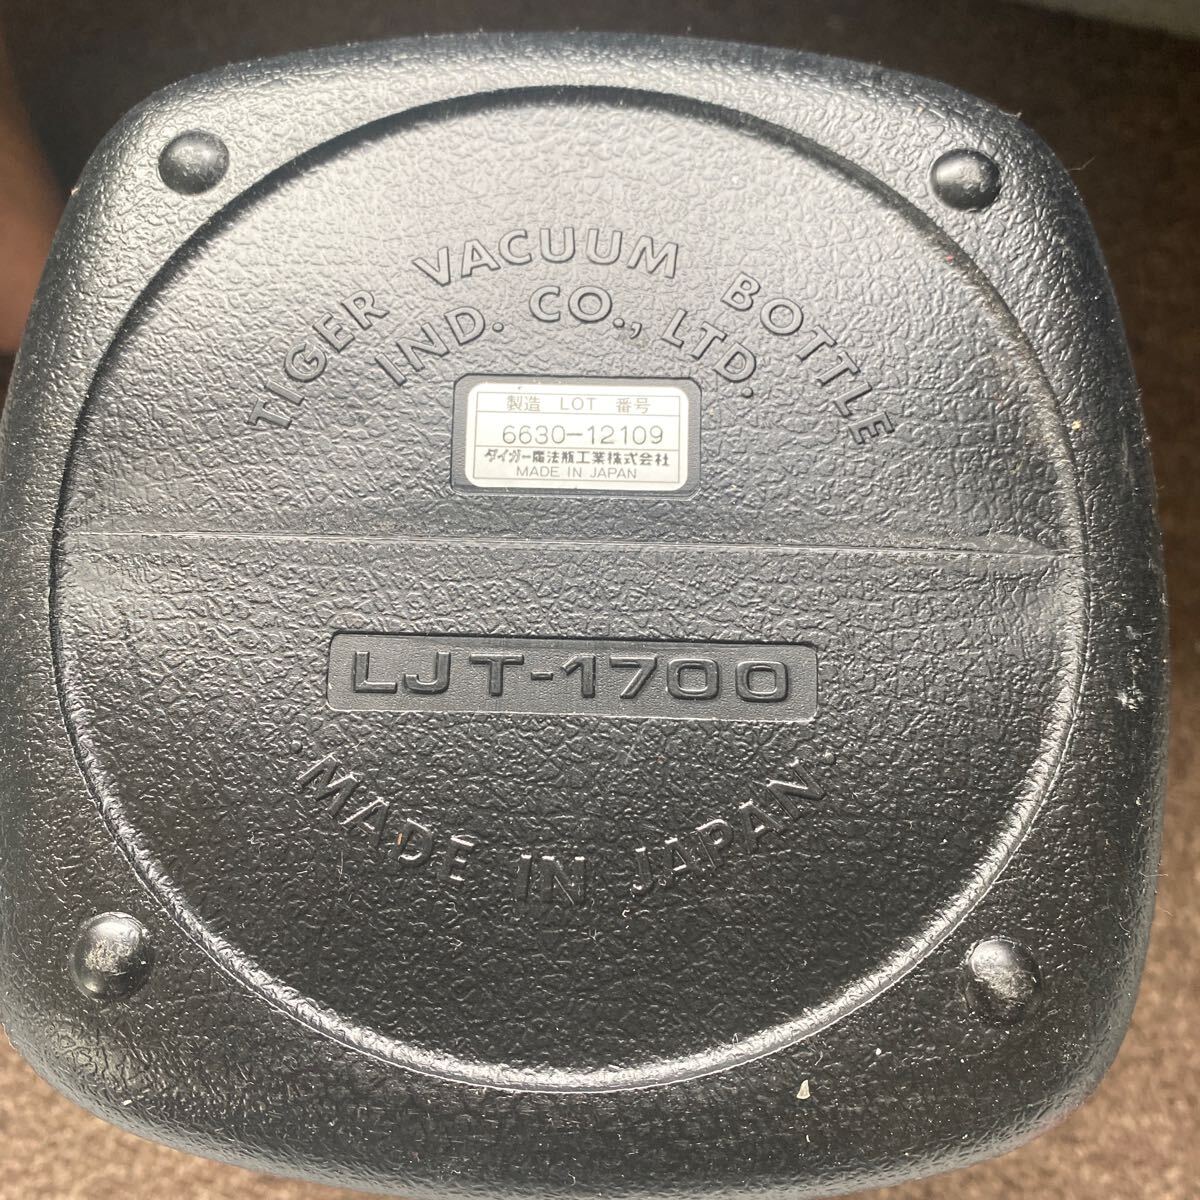 TIGER VACUUM BOTTLE
IND. CO., LTD.
製造 LOT 番号
6630-12109
タイガー魔法瓶工業株式会社
MADE IN JAPAN
LJT-1700
·MADE IN JAPAN·